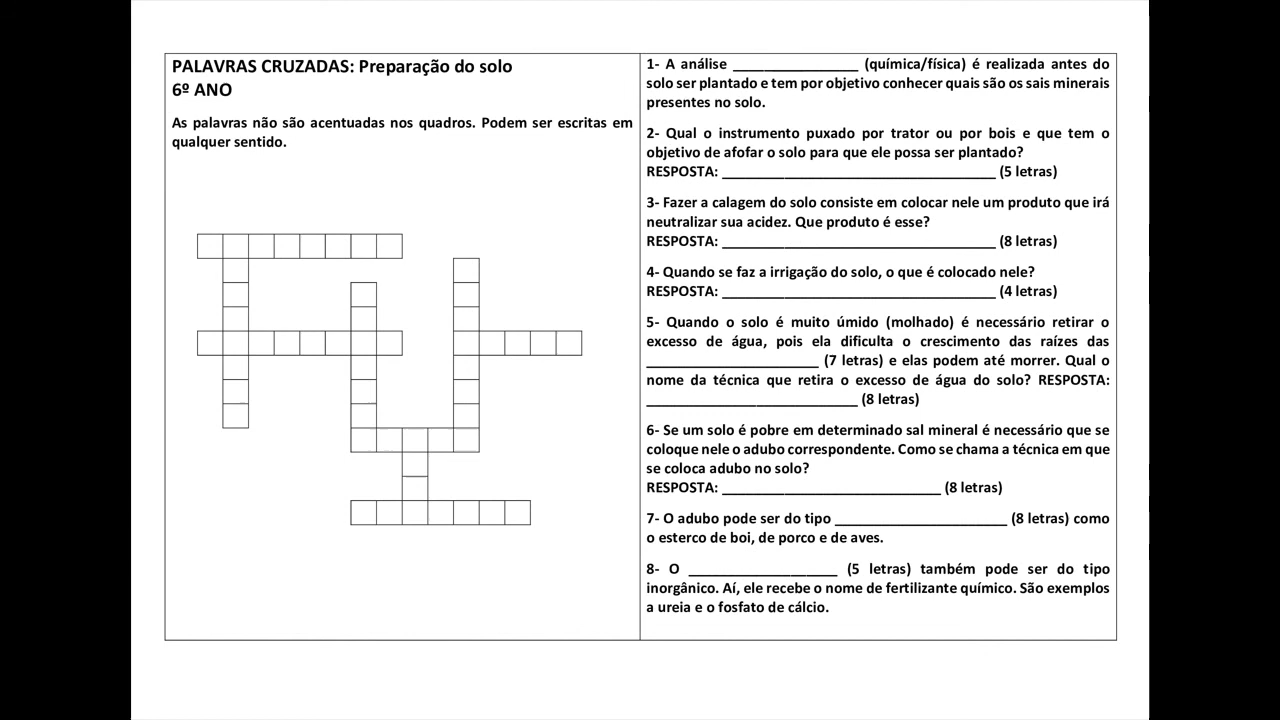 PALAVRAS CRUZADAS: Preparação do solo
6º ANO
As palavras não são acentuadas nos quadros. Podem ser escritas em
qualquer sentido.
1- A análise ________________ (química/física) é realizada antes do
solo ser plantado e tem por objetivo conhecer quais são os sais minerais
presentes no solo.
2- Qual o instrumento puxado por trator ou por bois e que tem o
objetivo de afofar o solo para que ele possa ser plantado?
RESPOSTA: ___________________________________ (5 letras)
3- Fazer a calagem do solo consiste em colocar nele um produto que irá
neutralizar sua acidez. Que produto é esse?
RESPOSTA: ___________________________________ (8 letras)
4- Quando se faz a irrigação do solo, o que é colocado nele?
RESPOSTA: ___________________________________ (4 letras)
5- Quando o solo é muito úmido (molhado) é necessário retirar o
excesso de água, pois ela dificulta o crescimento das raízes das
______________________ (7 letras) e elas podem até morrer. Qual o
nome da técnica que retira o excesso de água do solo? RESPOSTA:
___________________________ (8 letras)
6- Se um solo é pobre em determinado sal mineral é necessário que se
coloque nele o adubo correspondente. Como se chama a técnica em que
se coloca adubo no solo?
RESPOSTA: ____________________________ (8 letras)
7- O adubo pode ser do tipo ______________________ (8 letras) como
o esterco de boi, de porco e de aves.
8- O ___________________ (5 letras) também pode ser do tipo
inorgânico. Aí, ele recebe o nome de fertilizante químico. São exemplos
a ureia e o fosfato de cálcio.